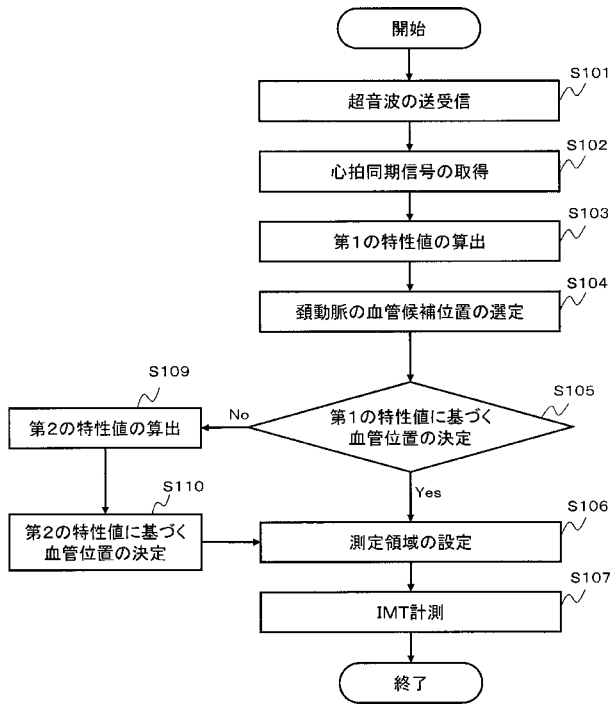 開始
S101
超音波の送受信
S102
心拍同期信号の取得
S103
第1の特性値の算出
S104
頚動脈の血管候補位置の選定
S105
第1の特性値に基づく
血管位置の決定
No
S109
第2の特性値の算出
S110
第2の特性値に基づく
血管位置の決定
Yes
S106
測定領域の設定
S107
IMT計測
終了